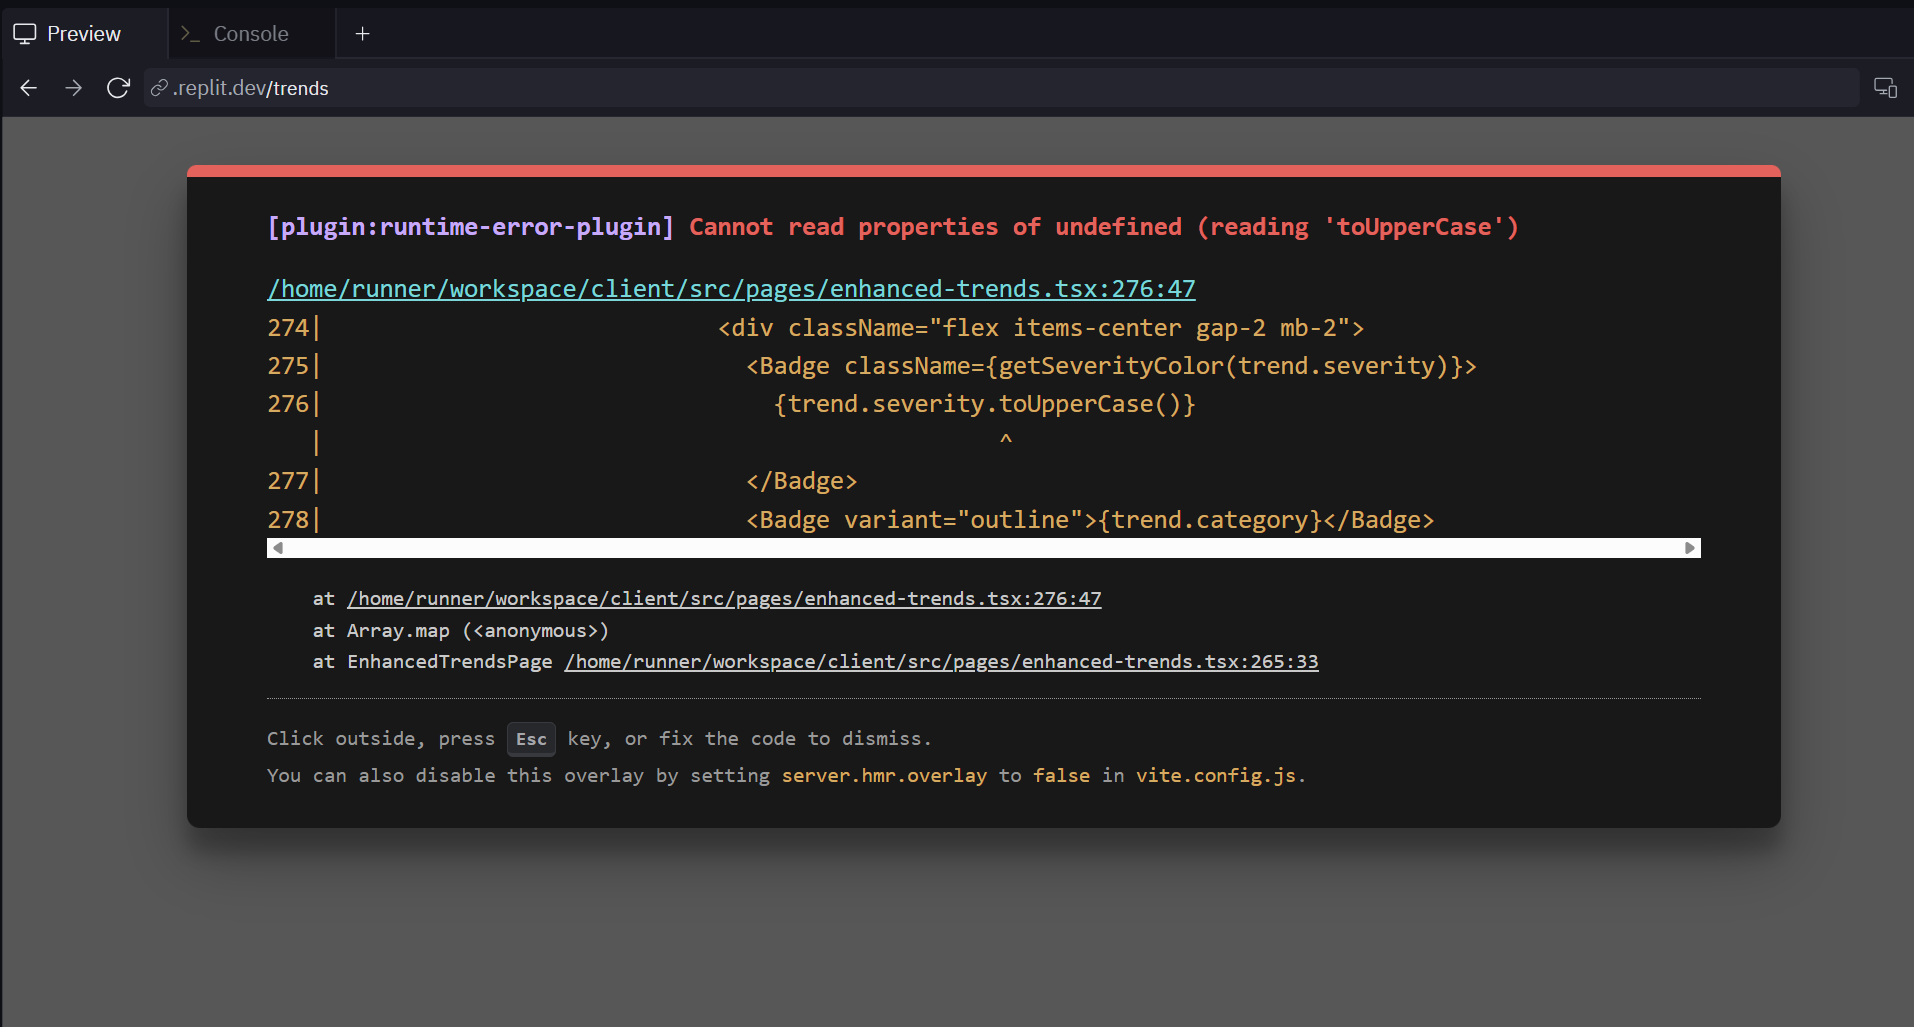 Preview
>_ Console
+
.replit.dev/trends
[plugin:runtime-error-plugin] Cannot read properties of undefined (reading 'toUpperCase')
/home/runner/workspace/client/src/pages/enhanced-trends.tsx:276:47
274|                            <div className="flex items-center gap-2 mb-2">
275|                              <Badge className={getSeverityColor(trend.severity)}>
276|                                {trend.severity.toUpperCase()}
   |                                                ^
277|                              </Badge>
278|                              <Badge variant="outline">{trend.category}</Badge>
at /home/runner/workspace/client/src/pages/enhanced-trends.tsx:276:47
at Array.map (<anonymous>)
at EnhancedTrendsPage /home/runner/workspace/client/src/pages/enhanced-trends.tsx:265:33
Click outside, press Esc key, or fix the code to dismiss.
You can also disable this overlay by setting server.hmr.overlay to false in vite.config.js.